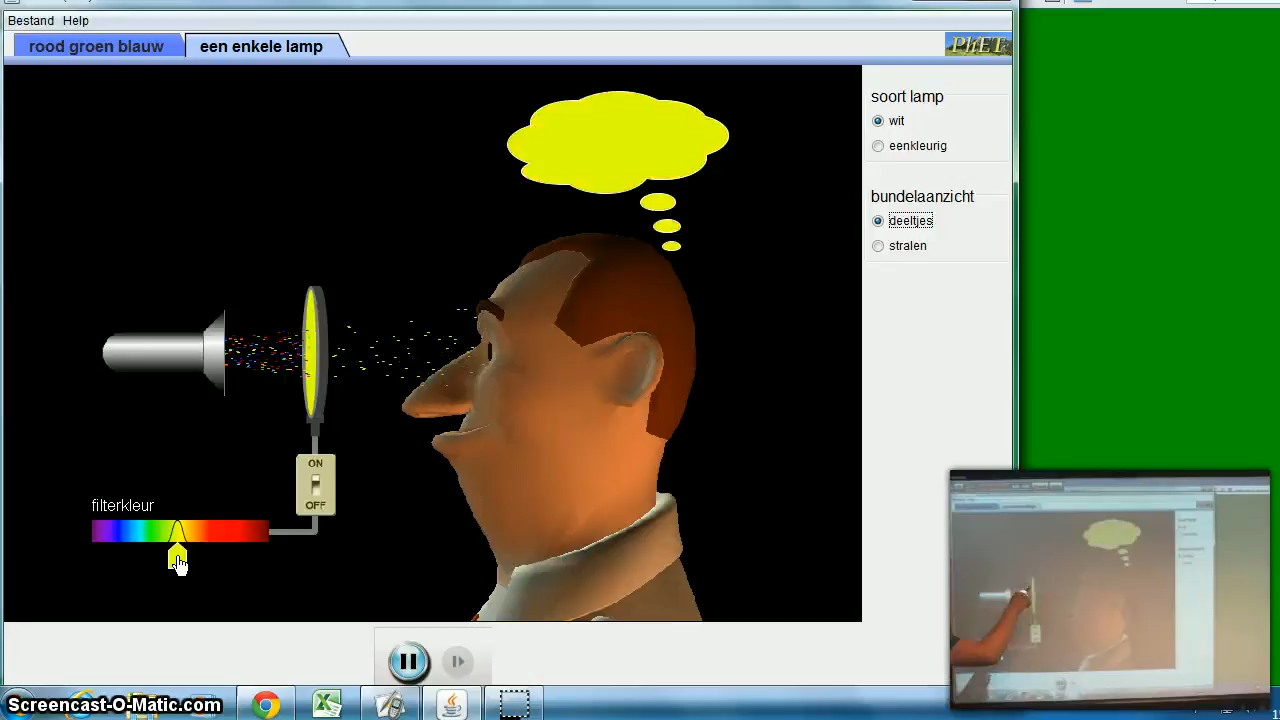 Bestand Help
rood groen blauw
een enkele lamp
PhET
soort lamp
wit
eenkleurig
bundelaanzicht
deeltjes
stralen
ON
OFF
filterkleur
Screencast-O-Matic.com